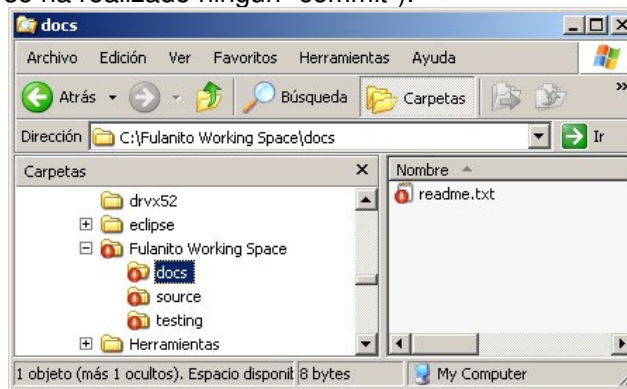 se ha realizado ningún "commit").
docs
Archivo Edición Ver Favoritos Herramientas Ayuda
Atrás Búsqueda Carpetas »
Dirección C:\Fulanito Working Space\docs Ir
Carpetas x Nombre
drvx52
readme.txt
eclipse
Fulanito Working Space
docs
source
testing
Herramientas
1 objeto (más 1 ocultos). Espacio disponil 8 bytes My Computer